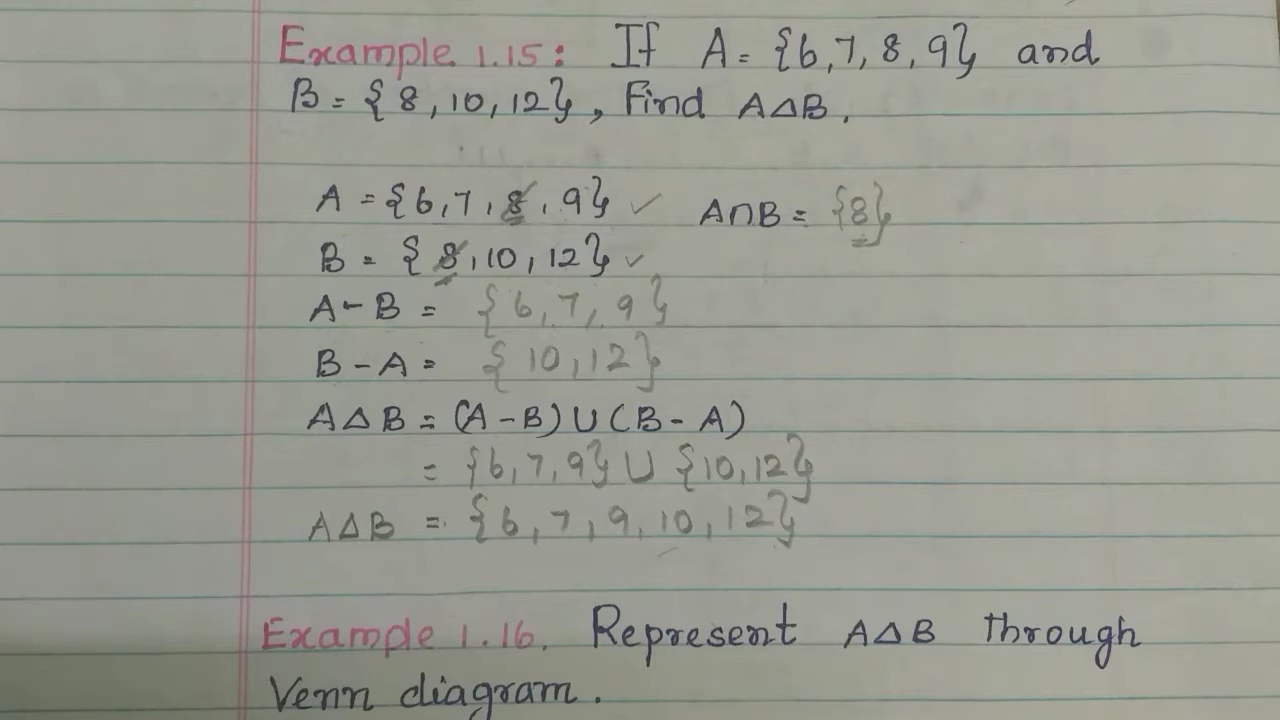 Example 1.15: If A = {6, 7, 8, 9} and
B = {8, 10, 12}, Find A∆B.
A = {6, 7, 8, 9} ✓ A∩B = {8}
B = {8, 10, 12} ✓
A - B = {6, 7, 9}
B - A = {10, 12}
A∆B = (A - B) ∪ (B - A)
= {6, 7, 9} ∪ {10, 12}
A∆B = {6, 7, 9, 10, 12}
Example 1.16. Represent A∆B through
Venn diagram.